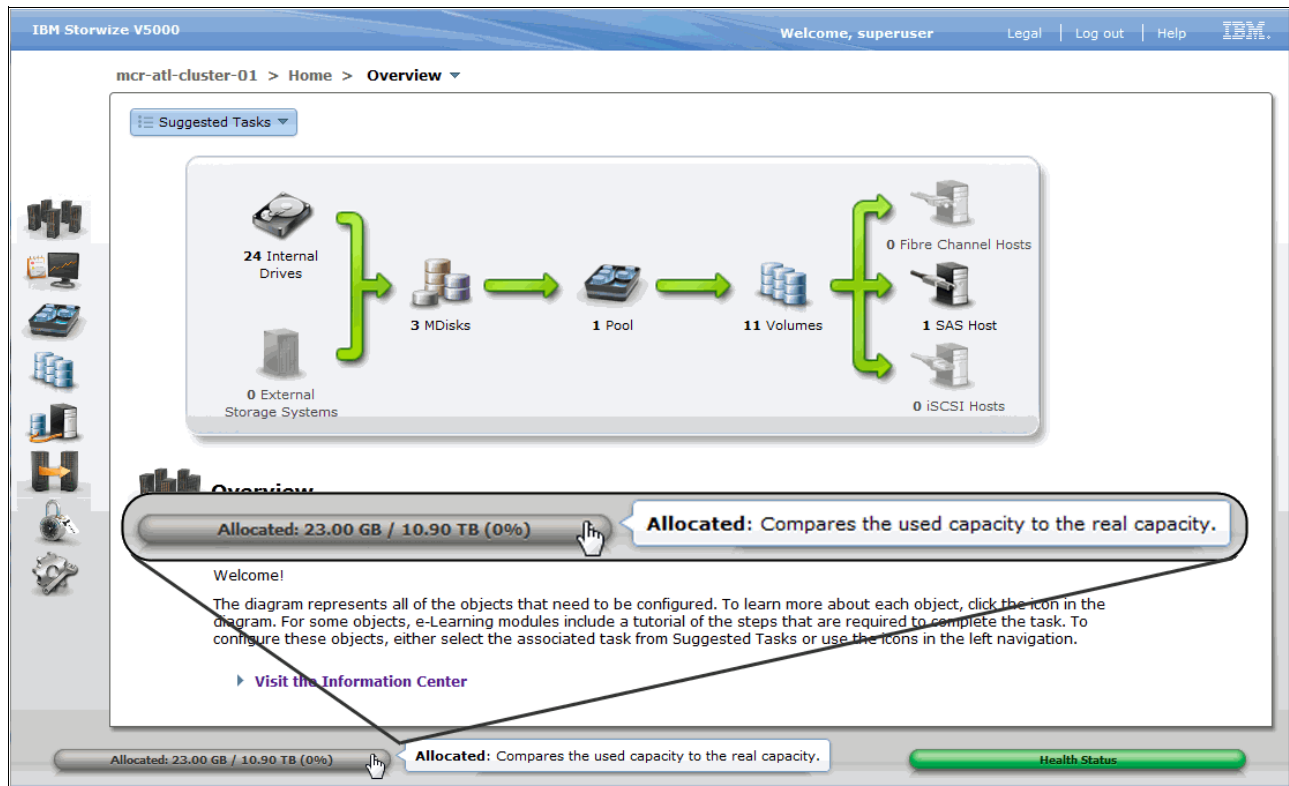 IBM Storwize V5000
Welcome, superuser
Legal | Log out | Help
IBM.
mcr-atl-cluster-01 > Home > Overview
Suggested Tasks
24 Internal
Drives
0 External
Storage Systems
3 MDisks
1 Pool
11 Volumes
0 Fibre Channel Hosts
1 SAS Host
0 iSCSI Hosts
Overview
Allocated: 23.00 GB / 10.90 TB (0%)
Allocated: Compares the used capacity to the real capacity.
Welcome!
The diagram represents all of the objects that need to be configured. To learn more about each object, click the icon in the
diagram. For some objects, e-Learning modules include a tutorial of the steps that are required to complete the task. To
configure these objects, either select the associated task from Suggested Tasks or use the icons in the left navigation.
Visit the Information Center
Allocated: 23.00 GB / 10.90 TB (0%)
Allocated: Compares the used capacity to the real capacity.
Health Status